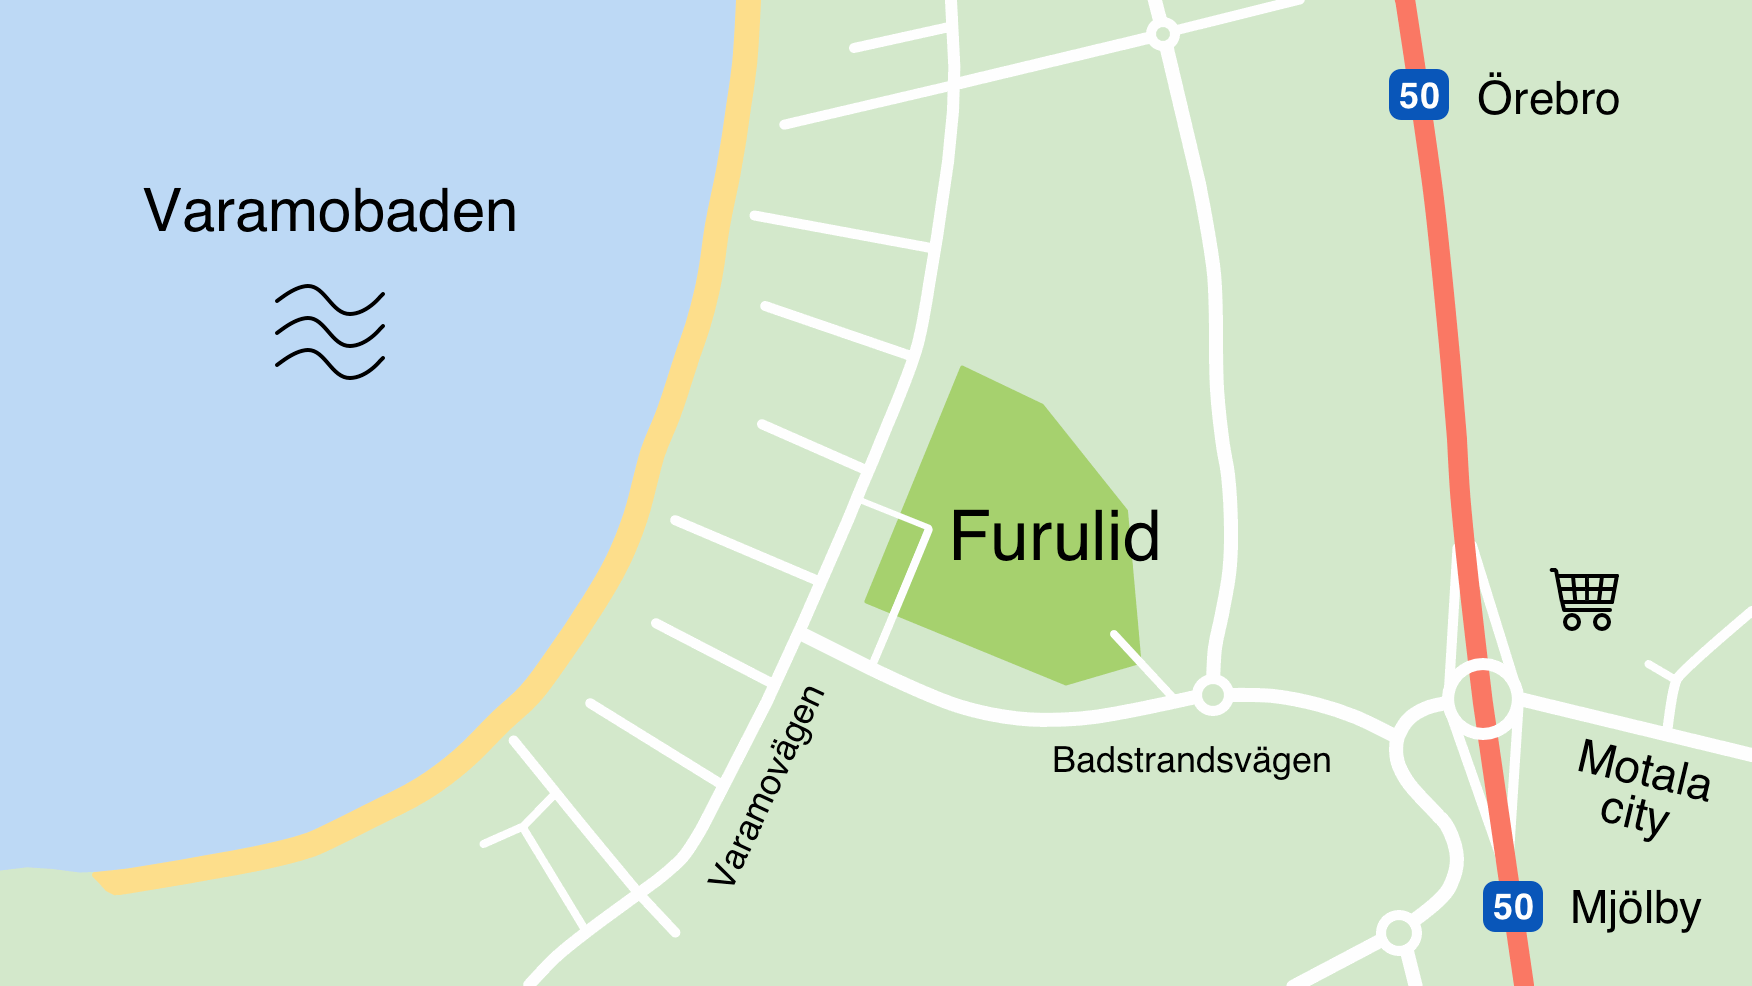 50 Örebro
Varamobaden
Furulid
Varamovägen
Badstrandsvägen
Motala
city
50 Mjölby